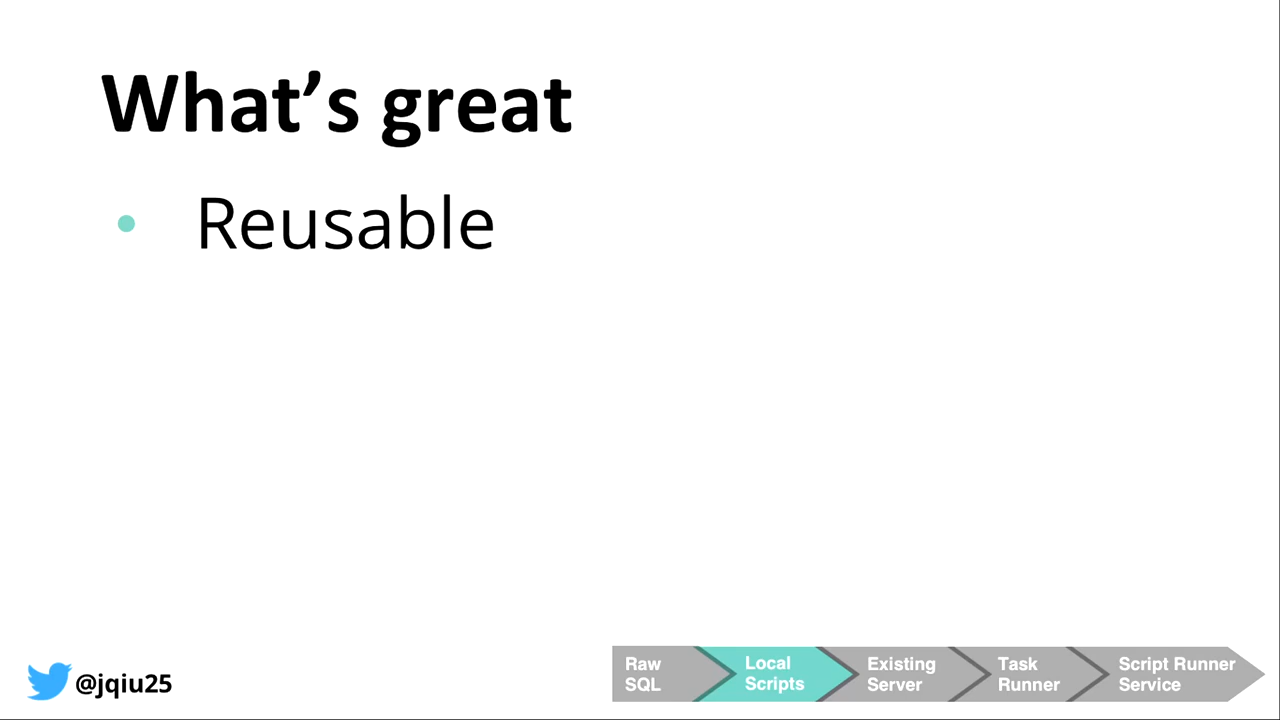 What’s great
• Reusable
@jqiu25
Raw
SQL
Local
Scripts
Existing
Server
Task
Runner
Script Runner
Service